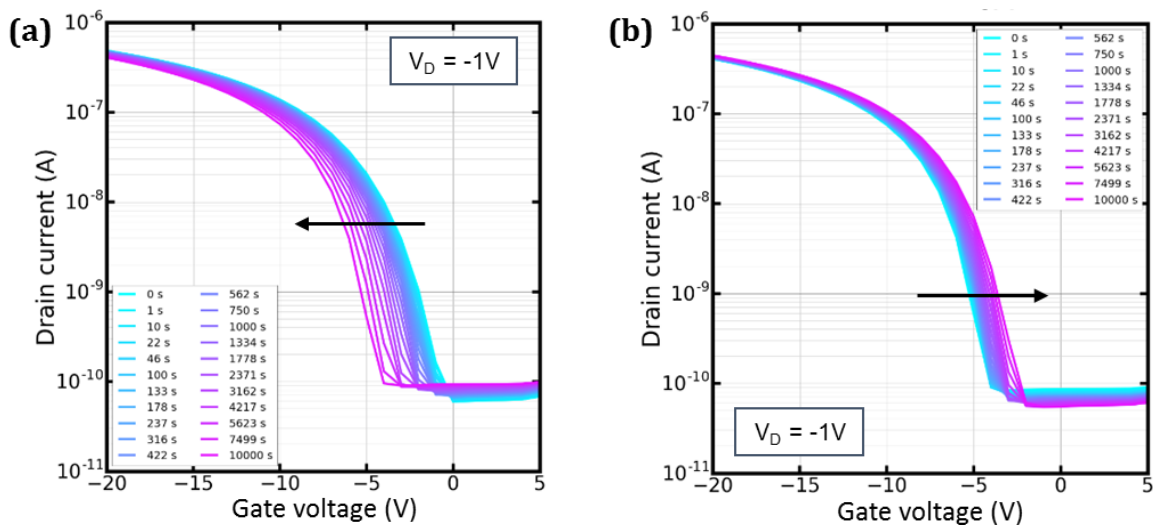 (a)
10⁻⁶
10⁻⁷
10⁻⁸
10⁻⁹
10⁻¹⁰
10⁻¹¹
Drain current (A)
V_D = -1V
0 s 562 s
1 s 750 s
10 s 1000 s
22 s 1334 s
46 s 1778 s
100 s 2371 s
133 s 3162 s
178 s 4217 s
237 s 5623 s
316 s 7499 s
422 s 10000 s
−20 −15 −10 −5 0 5
Gate voltage (V)
(b)
10⁻⁶
10⁻⁷
10⁻⁸
10⁻⁹
10⁻¹⁰
10⁻¹¹
Drain current (A)
0 s 562 s
1 s 750 s
10 s 1000 s
22 s 1334 s
46 s 1778 s
100 s 2371 s
133 s 3162 s
178 s 4217 s
237 s 5623 s
316 s 7499 s
422 s 10000 s
V_D = -1V
−20 −15 −10 −5 0 5
Gate voltage (V)